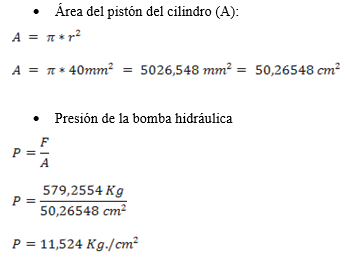 • Área del pistón del cilindro (A):
A = π * r²
A = π * 40mm² = 5026,548 mm² = 50,26548 cm²
• Presión de la bomba hidráulica
P = F/A
P = 579,2554 Kg / 50,26548 cm²
P = 11,524 Kg./cm²